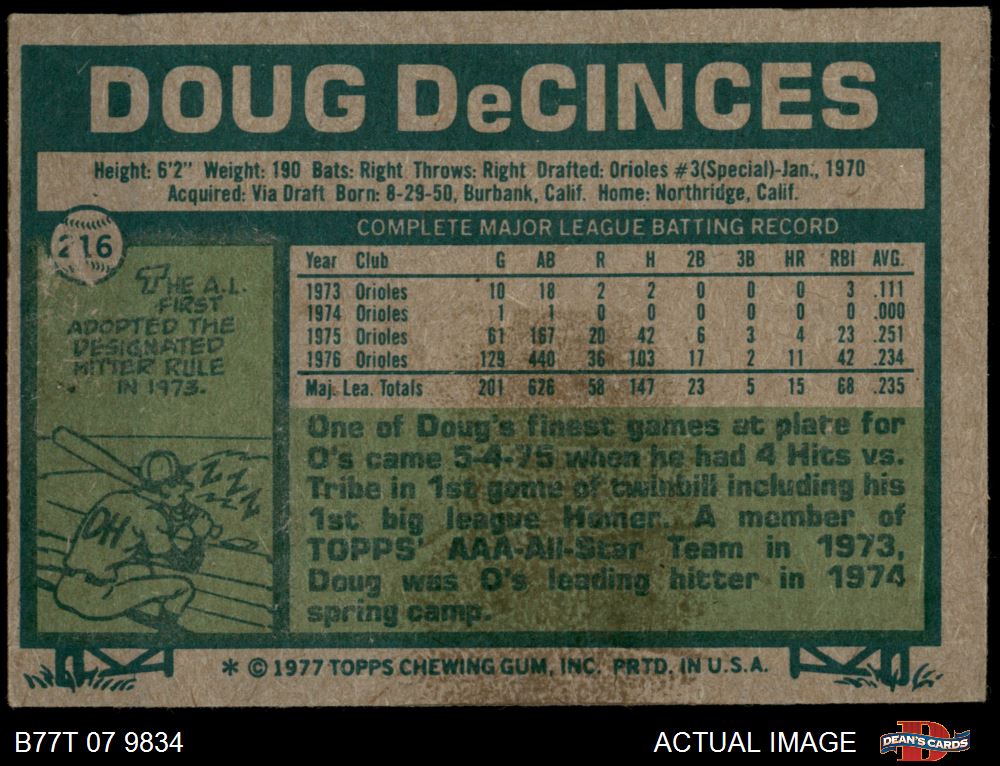 DOUG DeCINCES
Height: 6'2" Weight: 190 Bats: Right Throws: Right Drafted: Orioles #3(Special)-Jan., 1970
Acquired: Via Draft Born: 8-29-50, Burbank, Calif. Home: Northridge, Calif.
216
THE A.L.
FIRST
ADOPTED THE
DESIGNATED
HITTER RULE
IN 1973.
ZZZZ
DH
COMPLETE MAJOR LEAGUE BATTING RECORD
Year Club G AB R H 2B 3B HR RBI AVG.
1973 Orioles 10 18 2 2 0 0 0 3 .111
1974 Orioles 1 1 0 0 0 0 0 0 .000
1975 Orioles 61 167 20 42 6 3 4 23 .251
1976 Orioles 129 440 36 103 17 2 11 42 .234
Maj. Lea. Totals 201 626 58 147 23 5 15 68 .235
One of Doug's finest games at plate for
O's came 5-4-75 when he had 4 Hits vs.
Tribe in 1st game of twinbill including his
1st big league Homer. A member of
TOPPS' AAA-All-Star Team in 1973,
Doug was O's leading hitter in 1974
spring camp.
* © 1977 TOPPS CHEWING GUM, INC. PRTD. IN U.S.A.
B77T 07 9834
ACTUAL IMAGE
D
DEAN'S CARDS